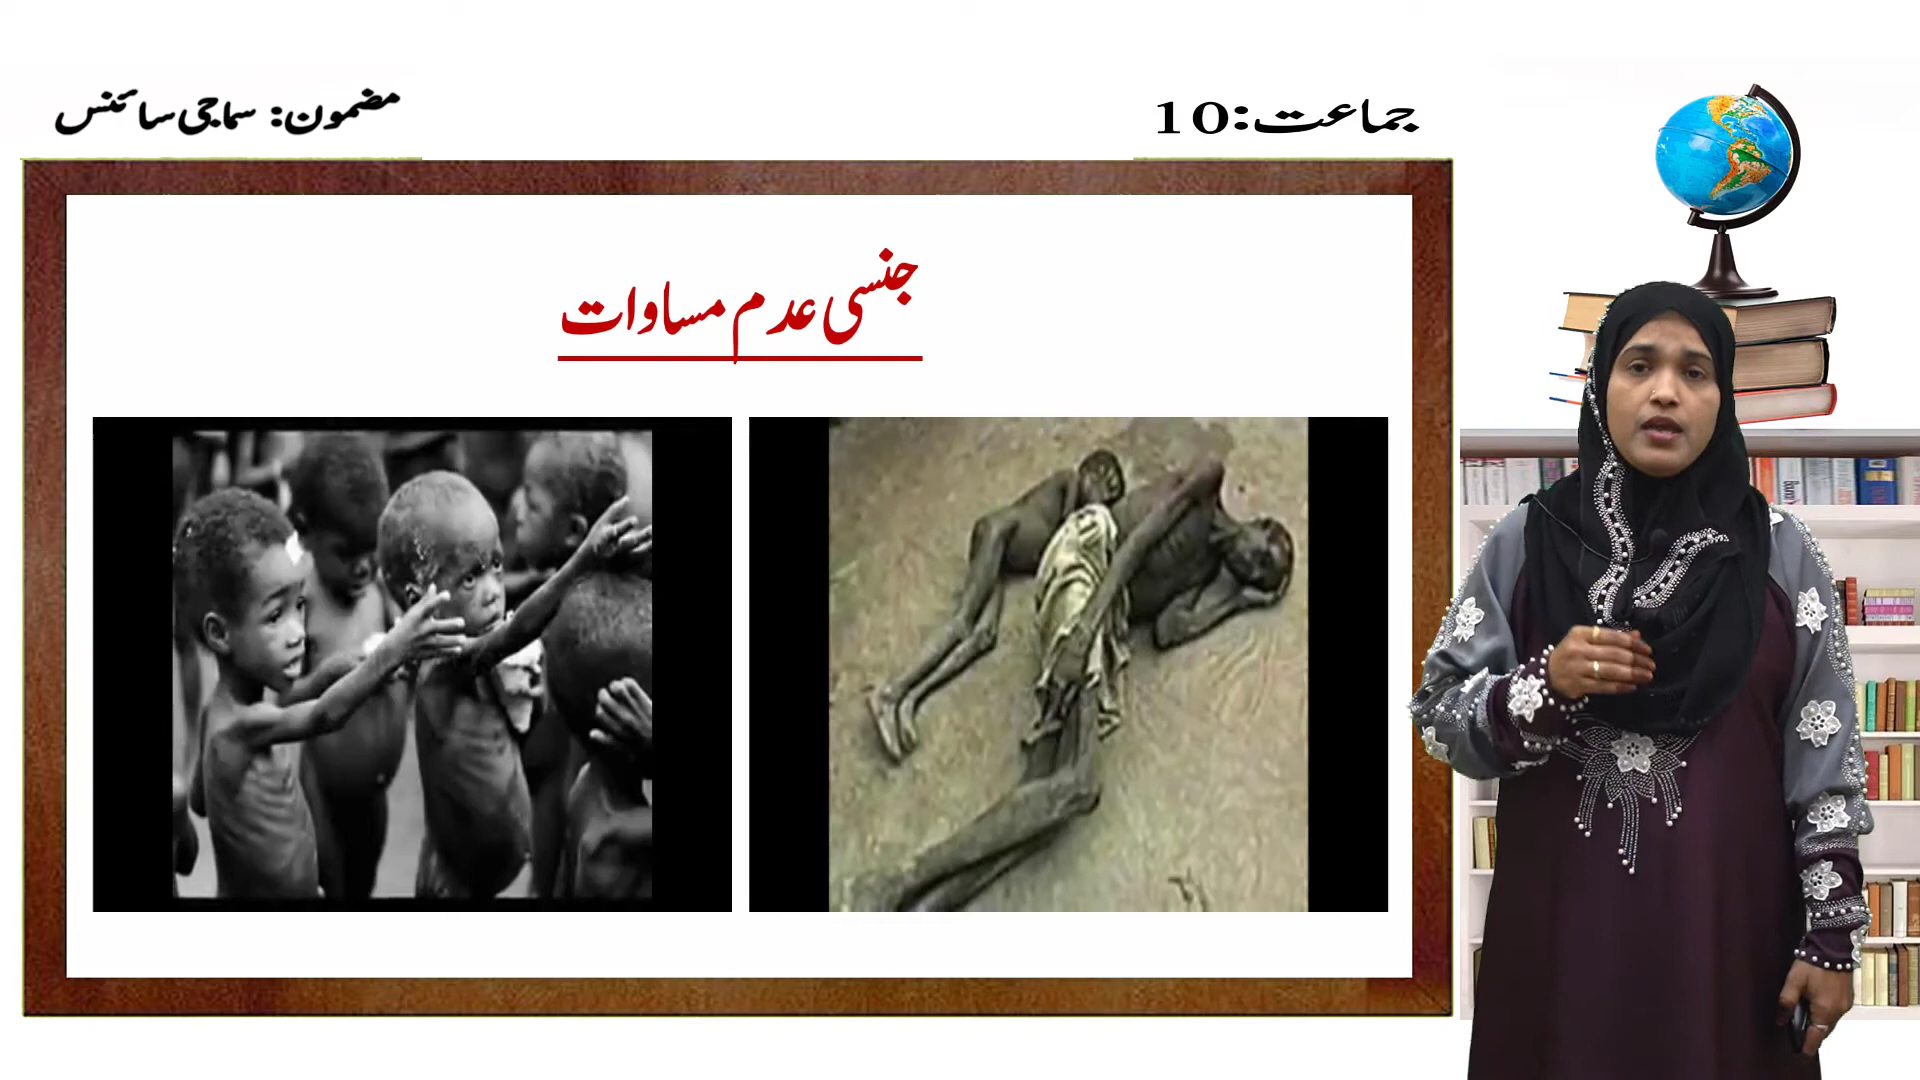 جماعت:10
مضمون: سماجی سائنس
جنسی عدم مساوات